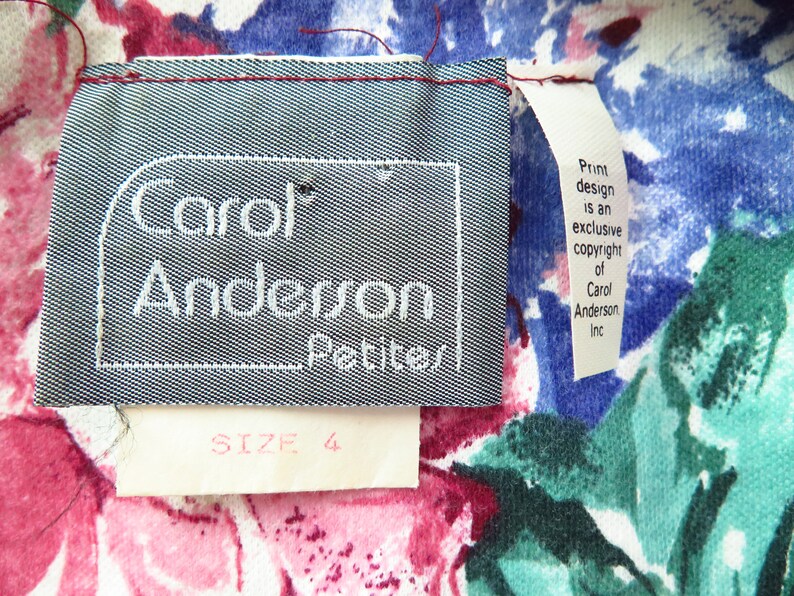 Carol
Anderson
Petites
SIZE 4
Print
design
is an
exclusive
copyright
of
Carol
Anderson,
Inc